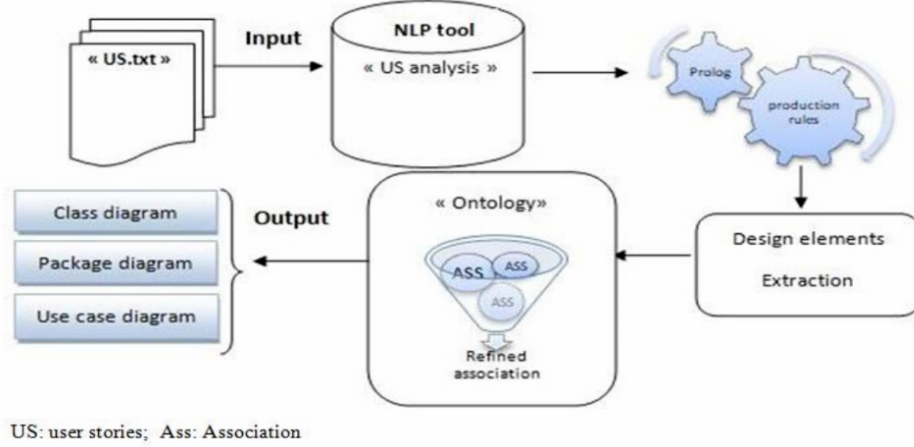 « US.txt »
Input
NLP tool
« US analysis »
Prolog
production
rules
Design elements
Extraction
« Ontology»
ASS
ASS
ASS
Refined
association
Output
Class diagram
Package diagram
Use case diagram
US: user stories;  Ass: Association